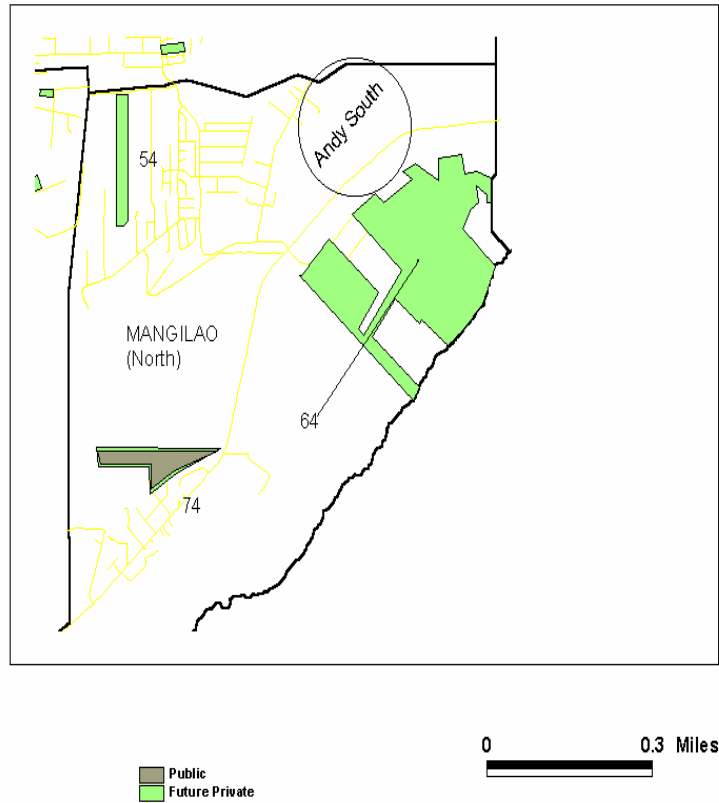 Andy South
54
MANGILAO
(North)
64
74
0 0.3 Miles
Public
Future Private